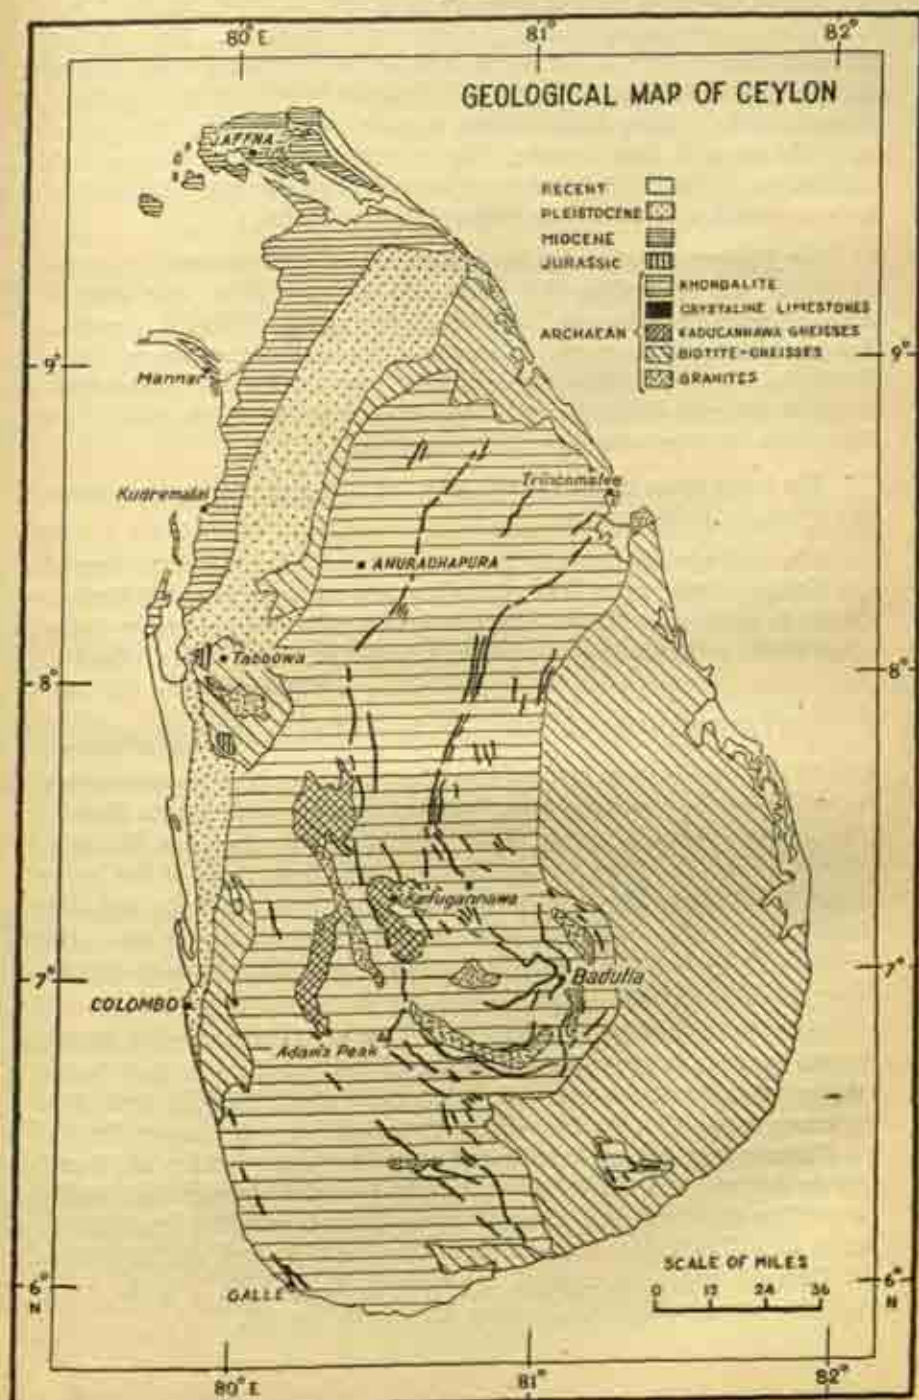 80°E 81° 82°
GEOLOGICAL MAP OF CEYLON
JAFFNA
RECENT
PLEISTOCENE
MIOCENE
JURASSIC
KHONDALITE
CRYSTALINE LIMESTONES
ARCHAEAN KADUGANNAWA GNEISSES
BIOTITE-GNEISSES
GRANITES
9° 9°
Mannar
Trincomalee
Kudremalai
ANURADHAPURA
Tabbowa
8° 8°
Kadugannawa
7° Badulla 7°
COLOMBO
Adam's Peak
SCALE OF MILES
0 12 24 36
6° 6°
N N
GALLE
80°E 81° 82°